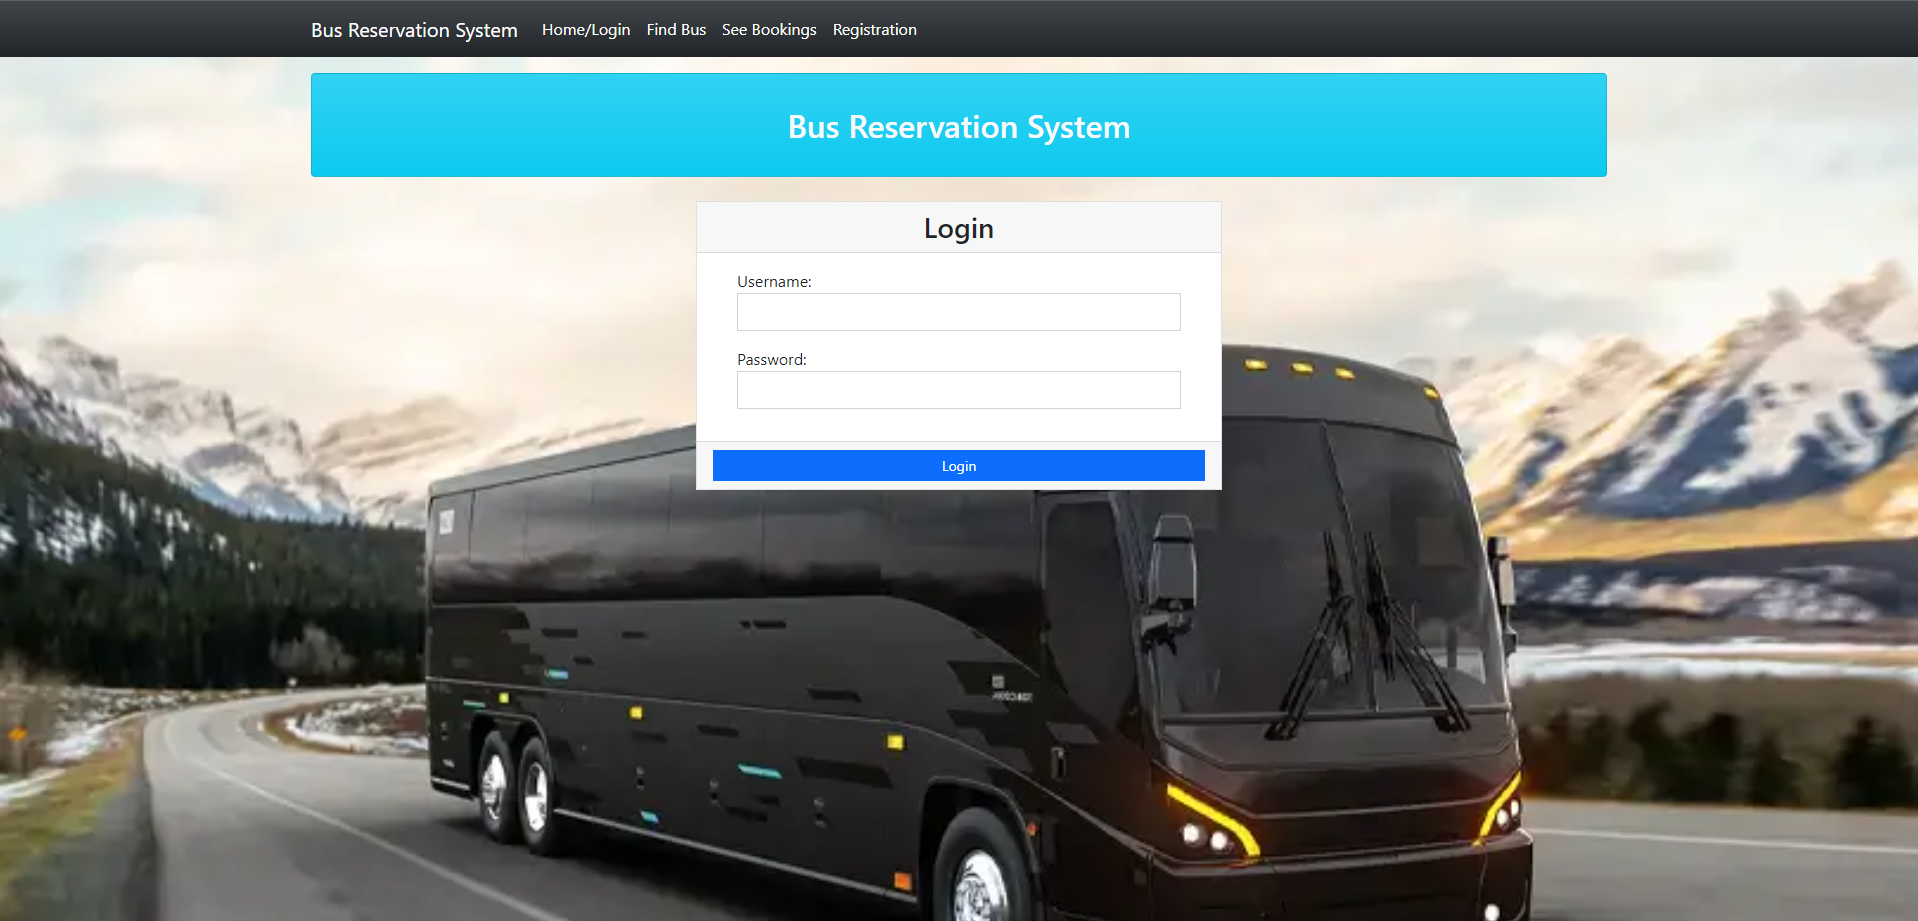 Bus Reservation System Home/Login Find Bus See Bookings Registration
Bus Reservation System
Login
Username:
Password:
Login